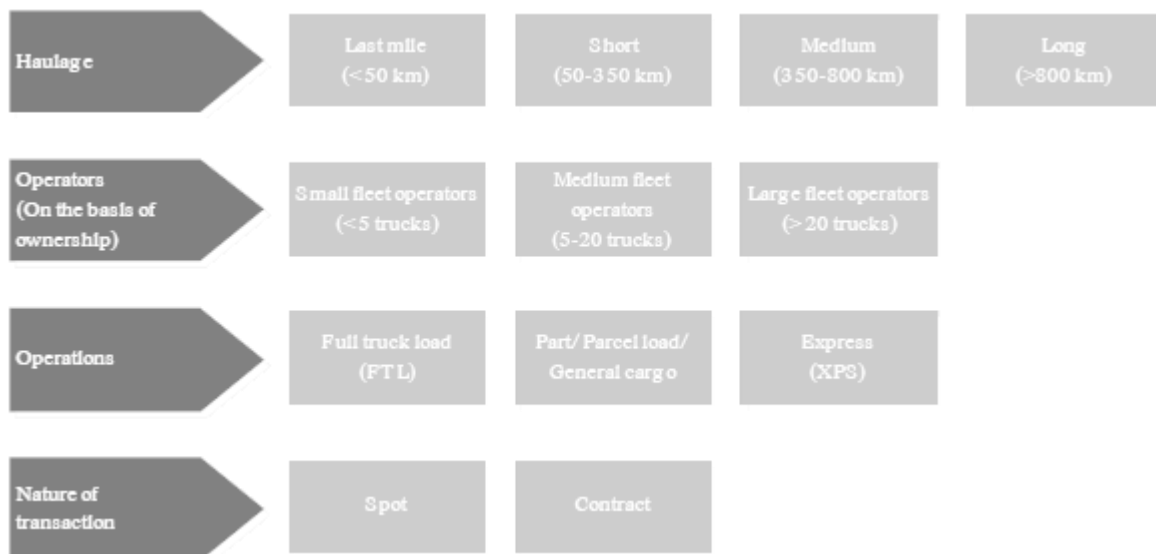 Haulage
Last mile
(<50 km)
Short
(50-350 km)
Medium
(350-800 km)
Long
(>800 km)
Operators
(On the basis of
ownership)
Small fleet operators
(<5 trucks)
Medium fleet
operators
(5-20 trucks)
Large fleet operators
(>20 trucks)
Operations
Full truck load
(FTL)
Part/Parcel load/
General cargo
Express
(XPS)
Nature of
transaction
Spot
Contract